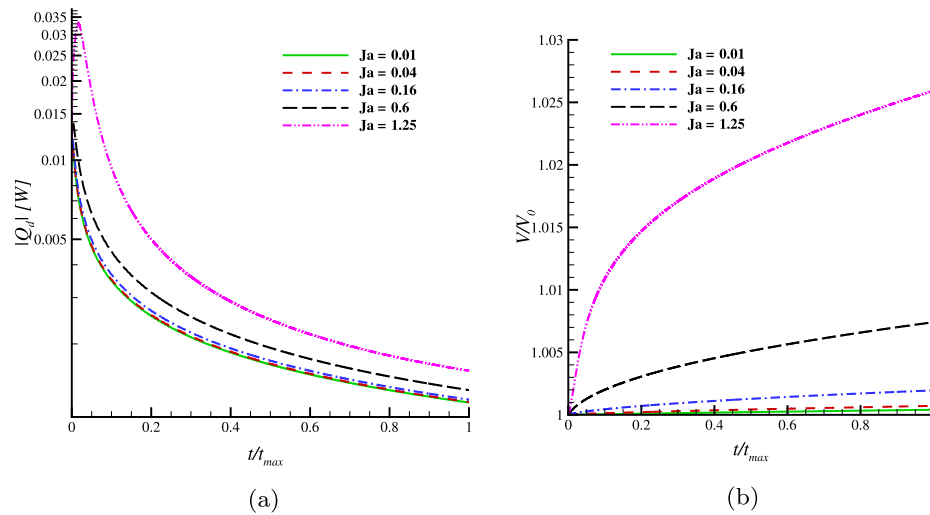 0.035
0.03
0.025
0.02
0.015
0.01
0.005
|Q_d| [W]
Ja = 0.01
Ja = 0.04
Ja = 0.16
Ja = 0.6
Ja = 1.25
0 0.2 0.4 0.6 0.8 1
t/t_max
(a)
1.03
1.025
1.02
1.015
1.01
1.005
1
V/V_0
Ja = 0.01
Ja = 0.04
Ja = 0.16
Ja = 0.6
Ja = 1.25
0 0.2 0.4 0.6 0.8
t/t_max
(b)